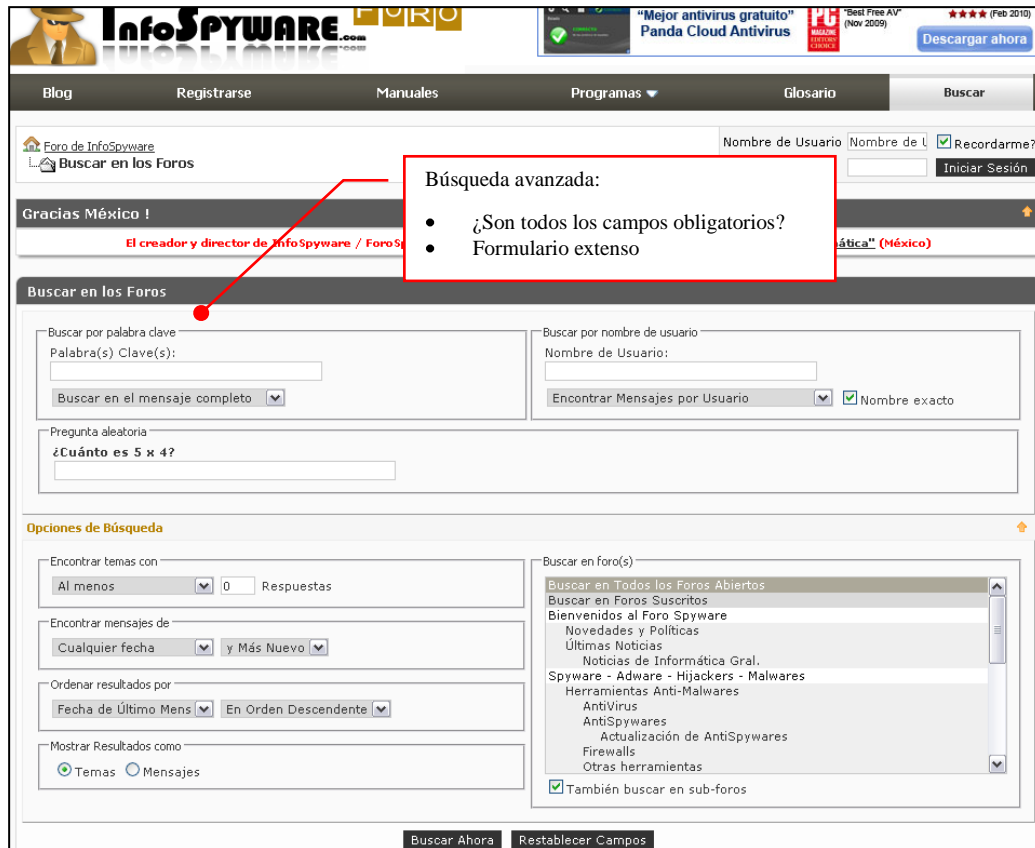 InfoSpyware.com FORO
"Mejor antivirus gratuito"
Panda Cloud Antivirus
PC MAGAZINE EDITORS' CHOICE
"Best Free AV"
(Nov 2009)
★★★★ (Feb 2010)
Descargar ahora
Blog Registrarse Manuales Programas Glosario Buscar
Foro de InfoSpyware
Buscar en los Foros
Nombre de Usuario Nombre de U Recordarme?
Iniciar Sesión
Búsqueda avanzada:
• ¿Son todos los campos obligatorios?
• Formulario extenso
Gracias México !
El creador y director de InfoSpyware / ForoSp ática" (México)
Buscar en los Foros
Buscar por palabra clave
Palabra(s) Clave(s):
Buscar en el mensaje completo
Buscar por nombre de usuario
Nombre de Usuario:
Encontrar Mensajes por Usuario Nombre exacto
Pregunta aleatoria
¿Cuánto es 5 x 4?
Opciones de Búsqueda
Encontrar temas con
Al menos 0 Respuestas
Encontrar mensajes de
Cualquier fecha y Más Nuevo
Ordenar resultados por
Fecha de Último Mens En Orden Descendente
Mostrar Resultados como
Temas Mensajes
Buscar en foro(s)
Buscar en Todos los Foros Abiertos
Buscar en Foros Suscritos
Bienvenidos al Foro Spyware
Novedades y Políticas
Últimas Noticias
Noticias de Informática Gral.
Spyware - Adware - Hijackers - Malwares
Herramientas Anti-Malwares
AntiVirus
AntiSpywares
Actualización de AntiSpywares
Firewalls
Otras herramientas
También buscar en sub-foros
Buscar Ahora Restablecer Campos